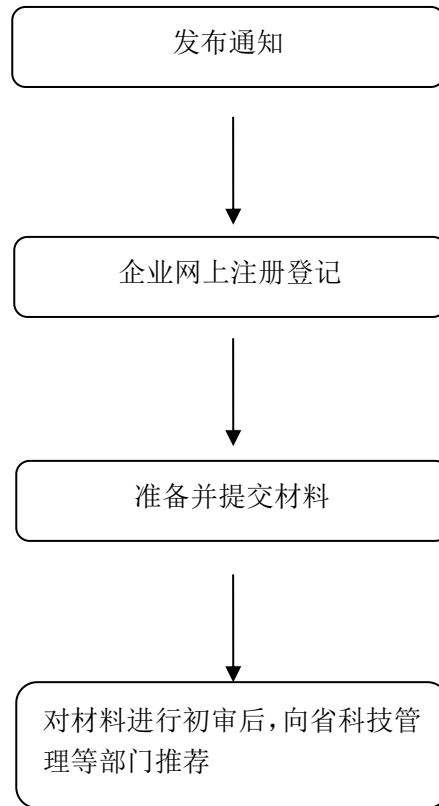 发布通知
企业网上注册登记
准备并提交材料
对材料进行初审后，向省科技管
理等部门推荐